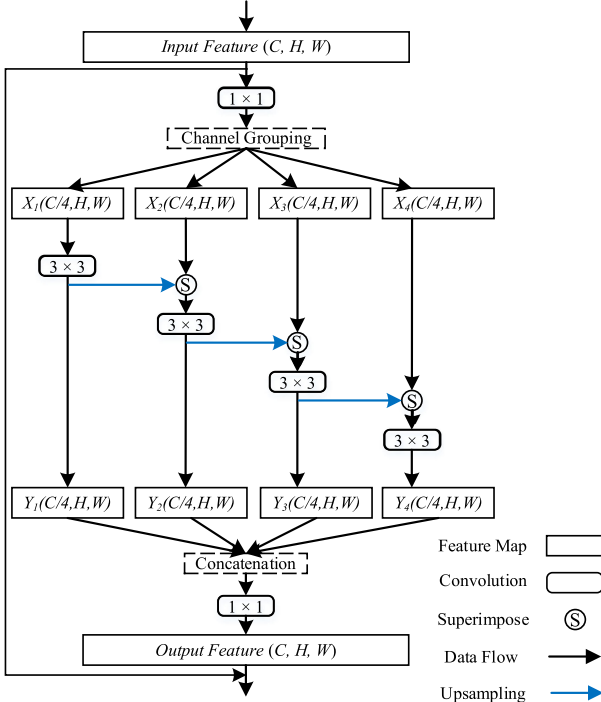 Input Feature (C, H, W)
1 × 1
Channel Grouping
X1(C/4,H,W) X2(C/4,H,W) X3(C/4,H,W) X4(C/4,H,W)
3 × 3
S
3 × 3
S
3 × 3
S
3 × 3
Y1(C/4,H,W) Y2(C/4,H,W) Y3(C/4,H,W) Y4(C/4,H,W)
Concatenation
1 × 1
Output Feature (C, H, W)
Feature Map
Convolution
Superimpose S
Data Flow
Upsampling